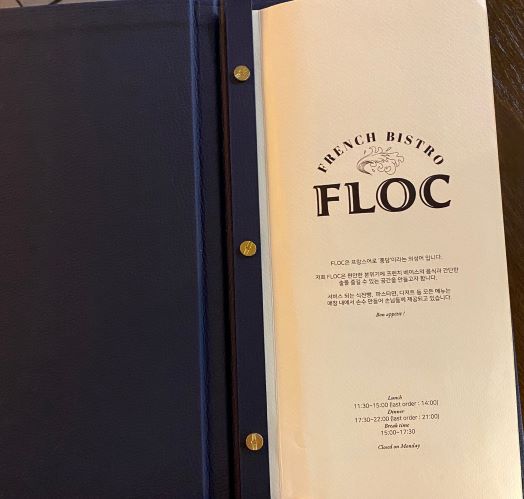 FRENCH BISTRO
FLOC
FLOC은 프랑스어로 '퐁당'이라는 의성어 입니다.
저희 FLOC은 편안한 분위기에 프렌치 베이스의 음식과 간단한
술을 즐길 수 있는 공간을 만들고자 합니다.
서비스 되는 식전빵, 파스타면, 디저트 등 모든 메뉴는
매장 내에서 손수 만들어 손님들께 제공되고 있습니다.
Bon appetit !
Lunch
11:30~15:00 (last order : 14:00)
Dinner
17:30~22:00 (last order : 21:00)
Break time
15:00~17:30
Closed on Monday